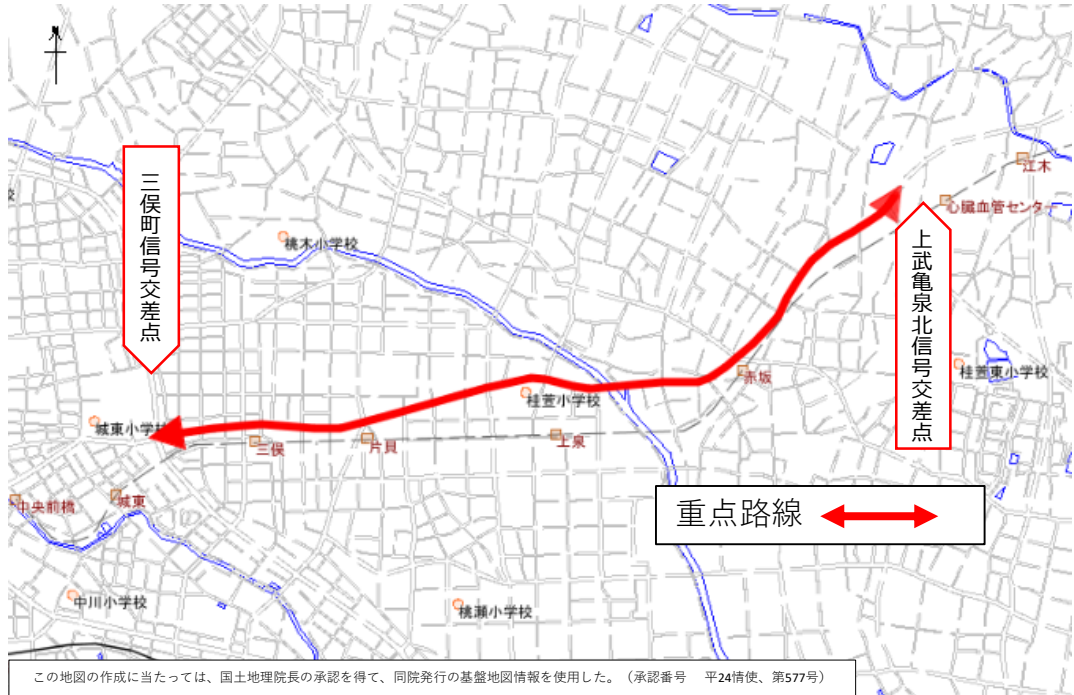 江木
心臓血管センター
三俣町信号交差点
桃木小学校
上武亀泉北信号交差点
赤坂
桂萱東小学校
桂萱小学校
城東小学校
三俣
片貝
上泉
中央前橋
城東
重点路線
中川小学校
桃瀬小学校
この地図の作成に当たっては、国土地理院長の承認を得て、同院発行の基盤地図情報を使用した。（承認番号 平24情使、第577号）